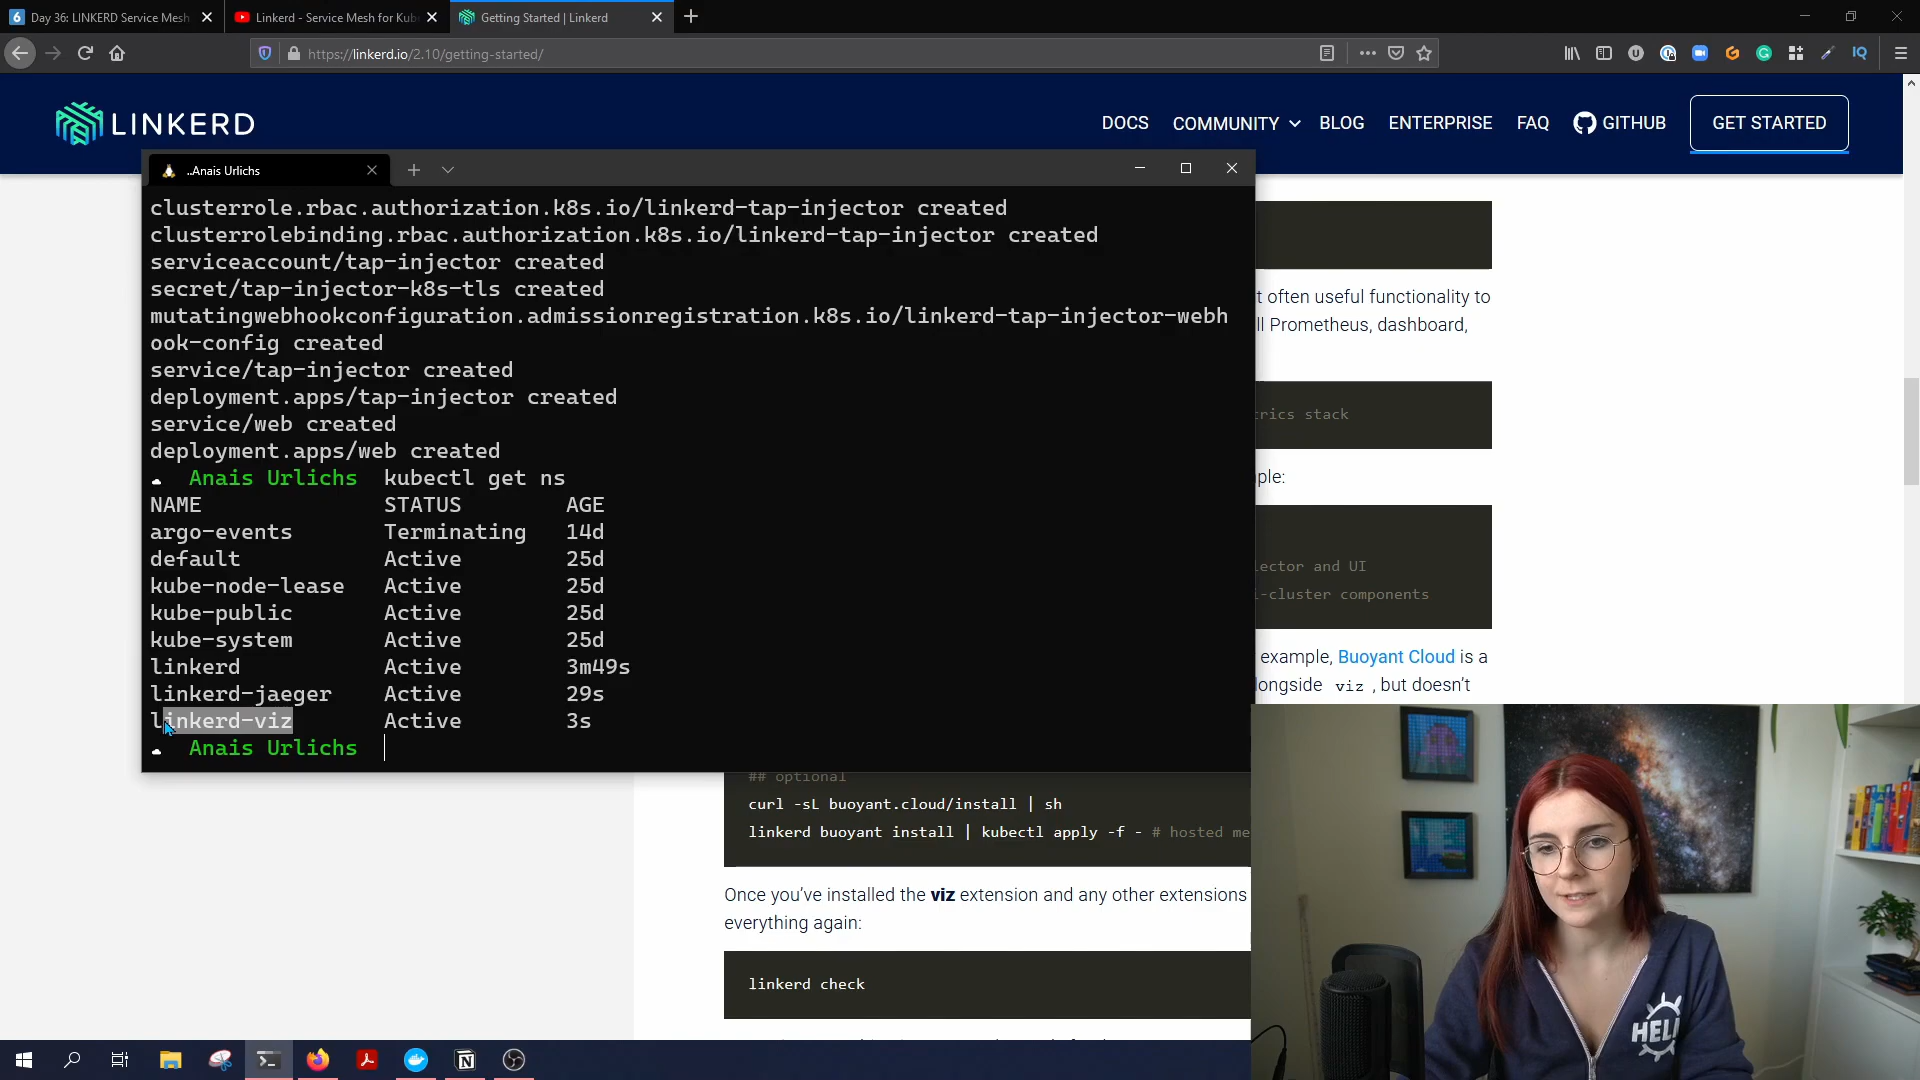 Day 36: LINKERD Service Mesh
Linkerd - Service Mesh for Kub
Getting Started | Linkerd
https://linkerd.io/2.10/getting-started/
LINKERD
DOCS
COMMUNITY
BLOG
ENTERPRISE
FAQ
GITHUB
GET STARTED
..Anais Urlichs
clusterrole.rbac.authorization.k8s.io/linkerd-tap-injector created
clusterrolebinding.rbac.authorization.k8s.io/linkerd-tap-injector created
serviceaccount/tap-injector created
secret/tap-injector-k8s-tls created
mutatingwebhookconfiguration.admissionregistration.k8s.io/linkerd-tap-injector-webh
ook-config created
service/tap-injector created
deployment.apps/tap-injector created
service/web created
deployment.apps/web created
Anais Urlichs kubectl get ns
NAME STATUS AGE
argo-events Terminating 14d
default Active 25d
kube-node-lease Active 25d
kube-public Active 25d
kube-system Active 25d
linkerd Active 3m49s
linkerd-jaeger Active 29s
linkerd-viz Active 3s
Anais Urlichs
t often useful functionality to
ll Prometheus, dashboard,
trics stack
ple:
lector and UI
i-cluster components
example, Buoyant Cloud is a
ongside viz , but doesn't
## optional
curl -sL buoyant.cloud/install | sh
linkerd buoyant install | kubectl apply -f - # hosted me
Once you've installed the viz extension and any other extensions
everything again:
linkerd check
HEL